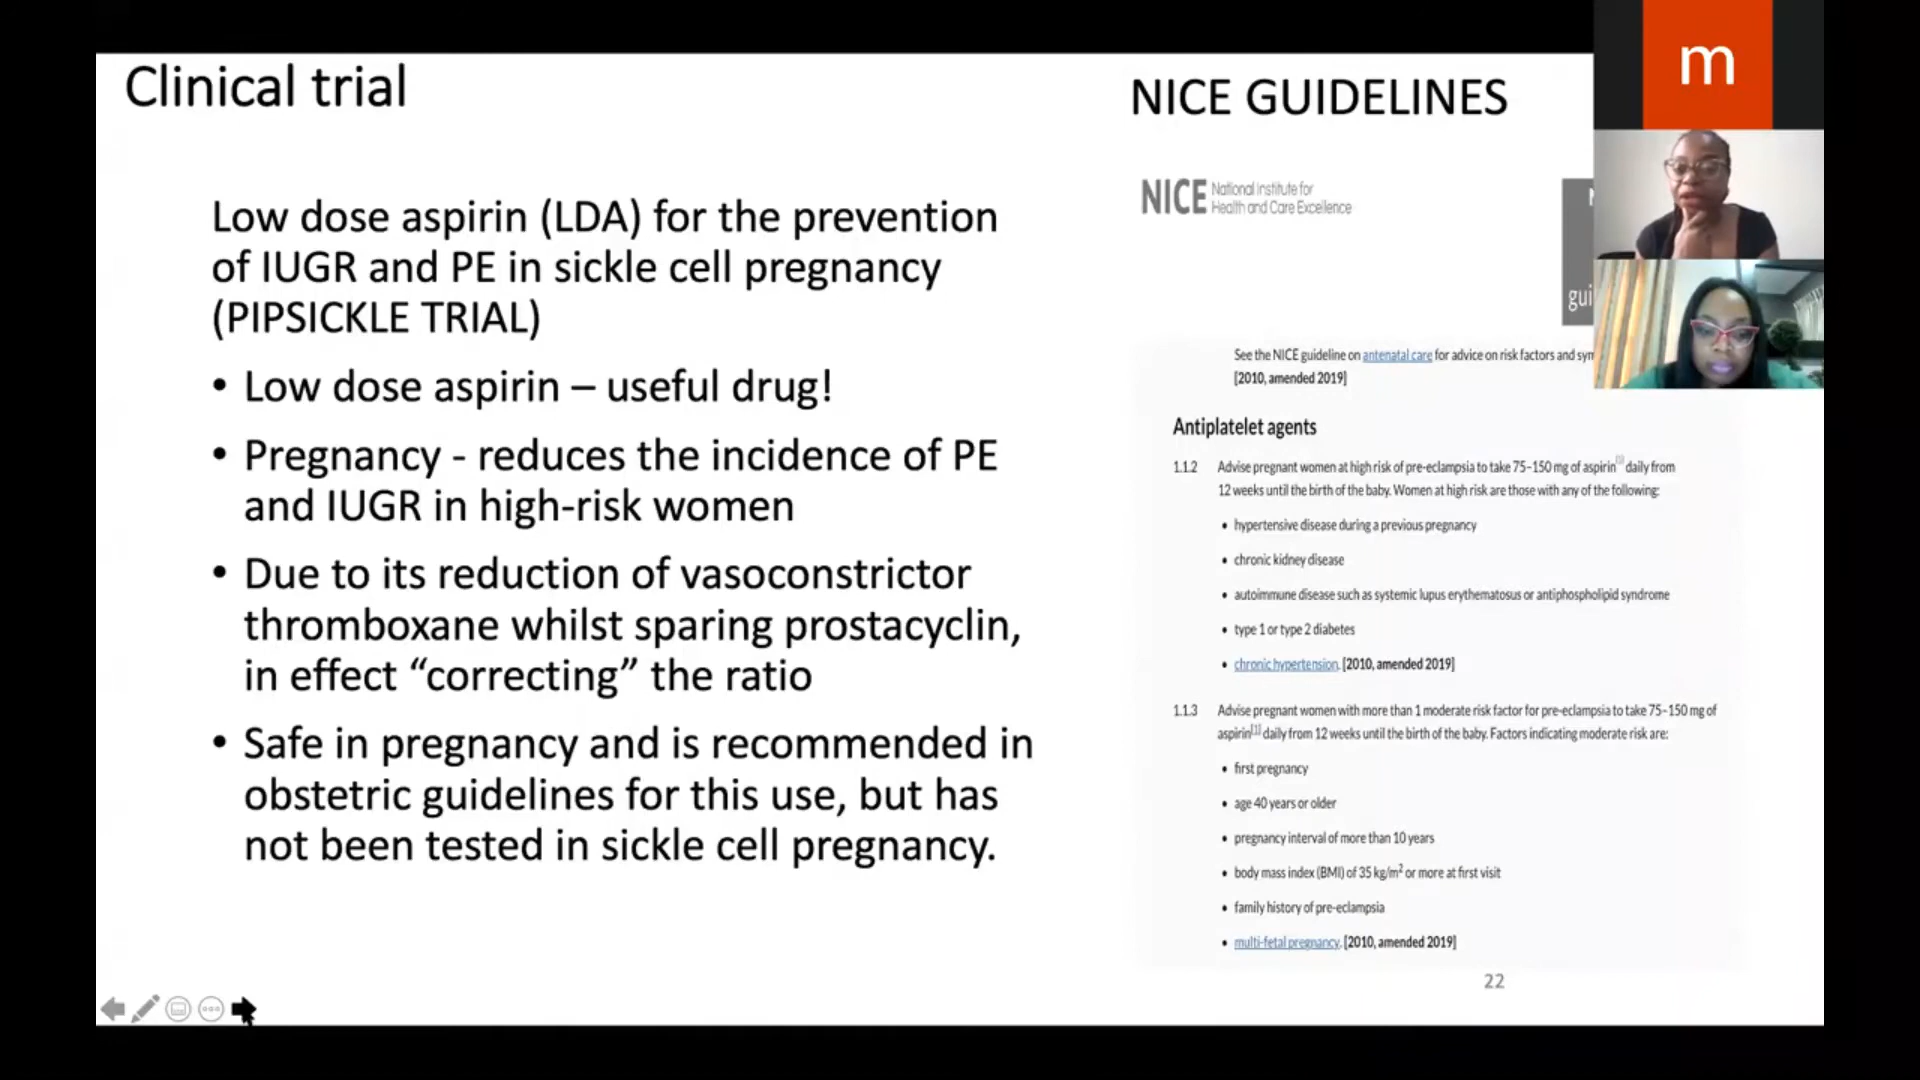 Clinical trial
Low dose aspirin (LDA) for the prevention
of IUGR and PE in sickle cell pregnancy
(PIPSICKLE TRIAL)
• Low dose aspirin – useful drug!
• Pregnancy - reduces the incidence of PE
and IUGR in high-risk women
• Due to its reduction of vasoconstrictor
thromboxane whilst sparing prostacyclin,
in effect “correcting” the ratio
• Safe in pregnancy and is recommended in
obstetric guidelines for this use, but has
not been tested in sickle cell pregnancy.
NICE GUIDELINES
NICE National Institute for
Health and Care Excellence
gui
See the NICE guideline on antenatal care for advice on risk factors and sym
[2010, amended 2019]
Antiplatelet agents
1.1.2 Advise pregnant women at high risk of pre-eclampsia to take 75–150 mg of aspirin[1] daily from
12 weeks until the birth of the baby. Women at high risk are those with any of the following:
• hypertensive disease during a previous pregnancy
• chronic kidney disease
• autoimmune disease such as systemic lupus erythematosus or antiphospholipid syndrome
• type 1 or type 2 diabetes
• chronic hypertension. [2010, amended 2019]
1.1.3 Advise pregnant women with more than 1 moderate risk factor for pre-eclampsia to take 75–150 mg of
aspirin[1] daily from 12 weeks until the birth of the baby. Factors indicating moderate risk are:
• first pregnancy
• age 40 years or older
• pregnancy interval of more than 10 years
• body mass index (BMI) of 35 kg/m² or more at first visit
• family history of pre-eclampsia
• multi-fetal pregnancy. [2010, amended 2019]
22
m